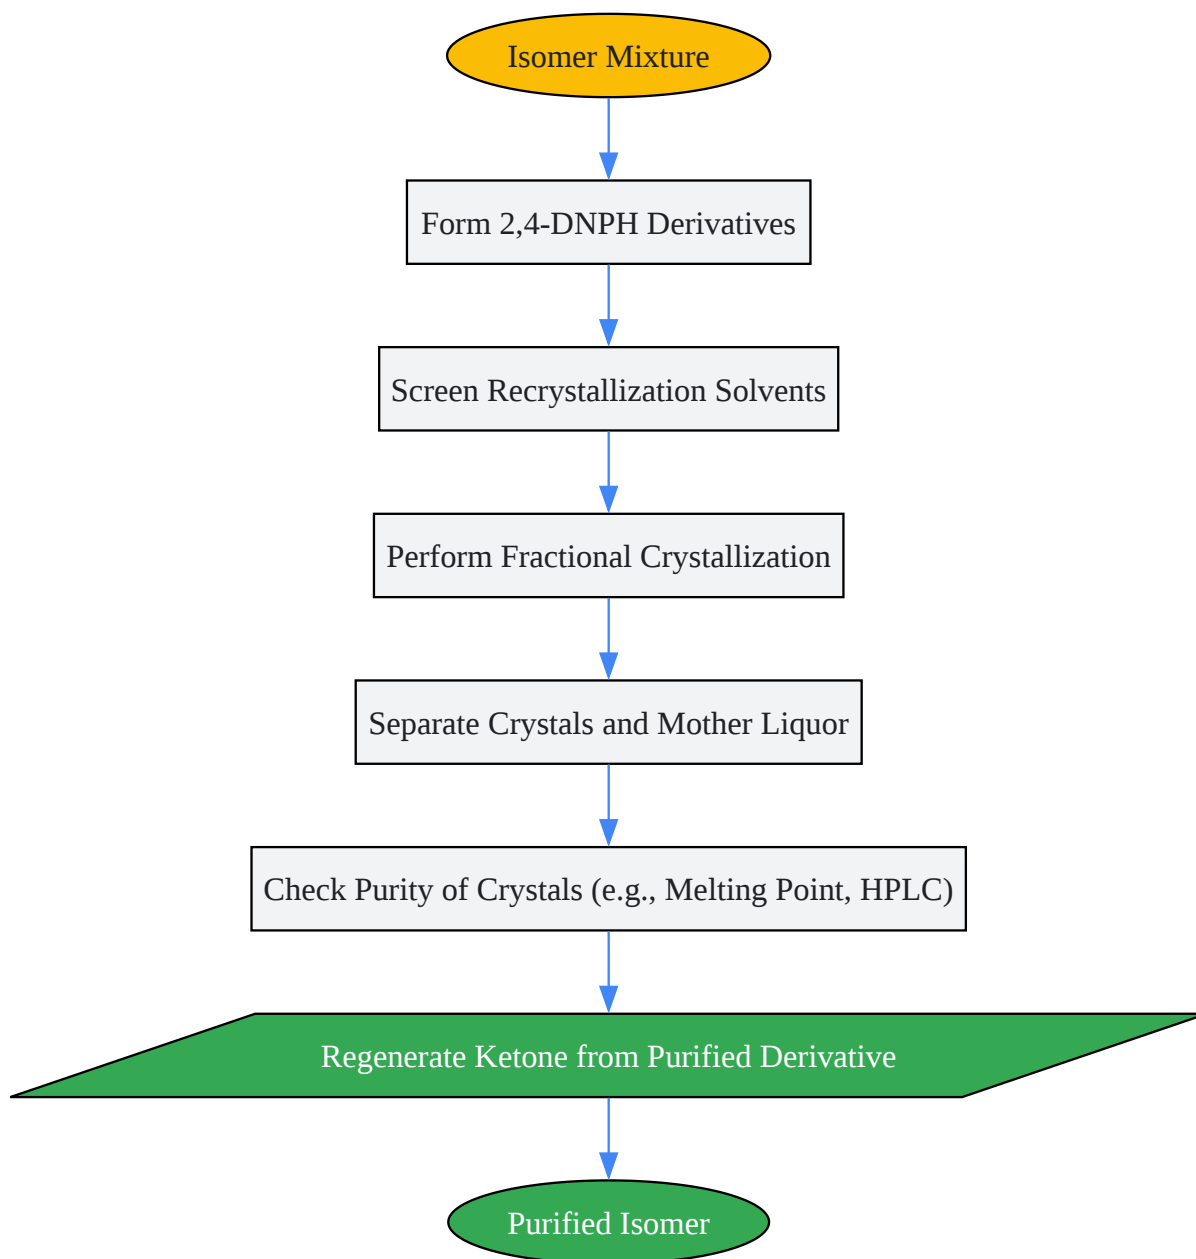 Isomer Mixture
Form 2,4-DNPH Derivatives
Screen Recrystallization Solvents
Perform Fractional Crystallization
Separate Crystals and Mother Liquor
Check Purity of Crystals (e.g., Melting Point, HPLC)
Regenerate Ketone from Purified Derivative
Purified Isomer